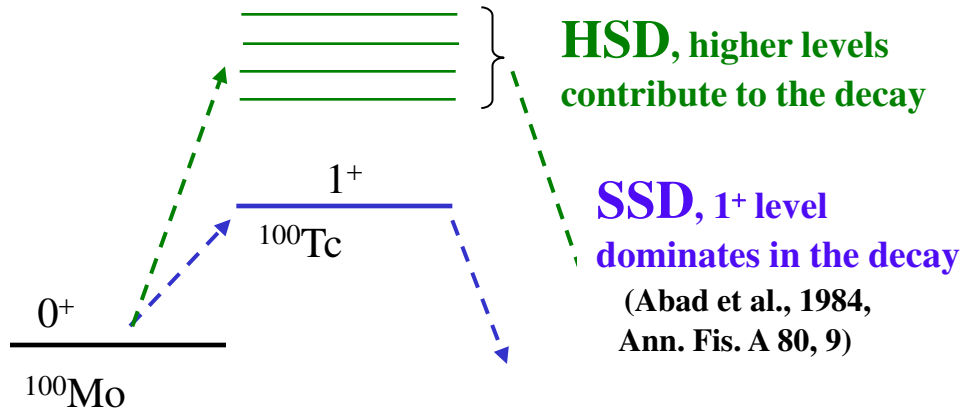 HSD, higher levels
contribute to the decay
1⁺
¹⁰⁰Tc
SSD, 1⁺ level
dominates in the decay
(Abad et al., 1984,
Ann. Fis. A 80, 9)
0⁺
¹⁰⁰Mo